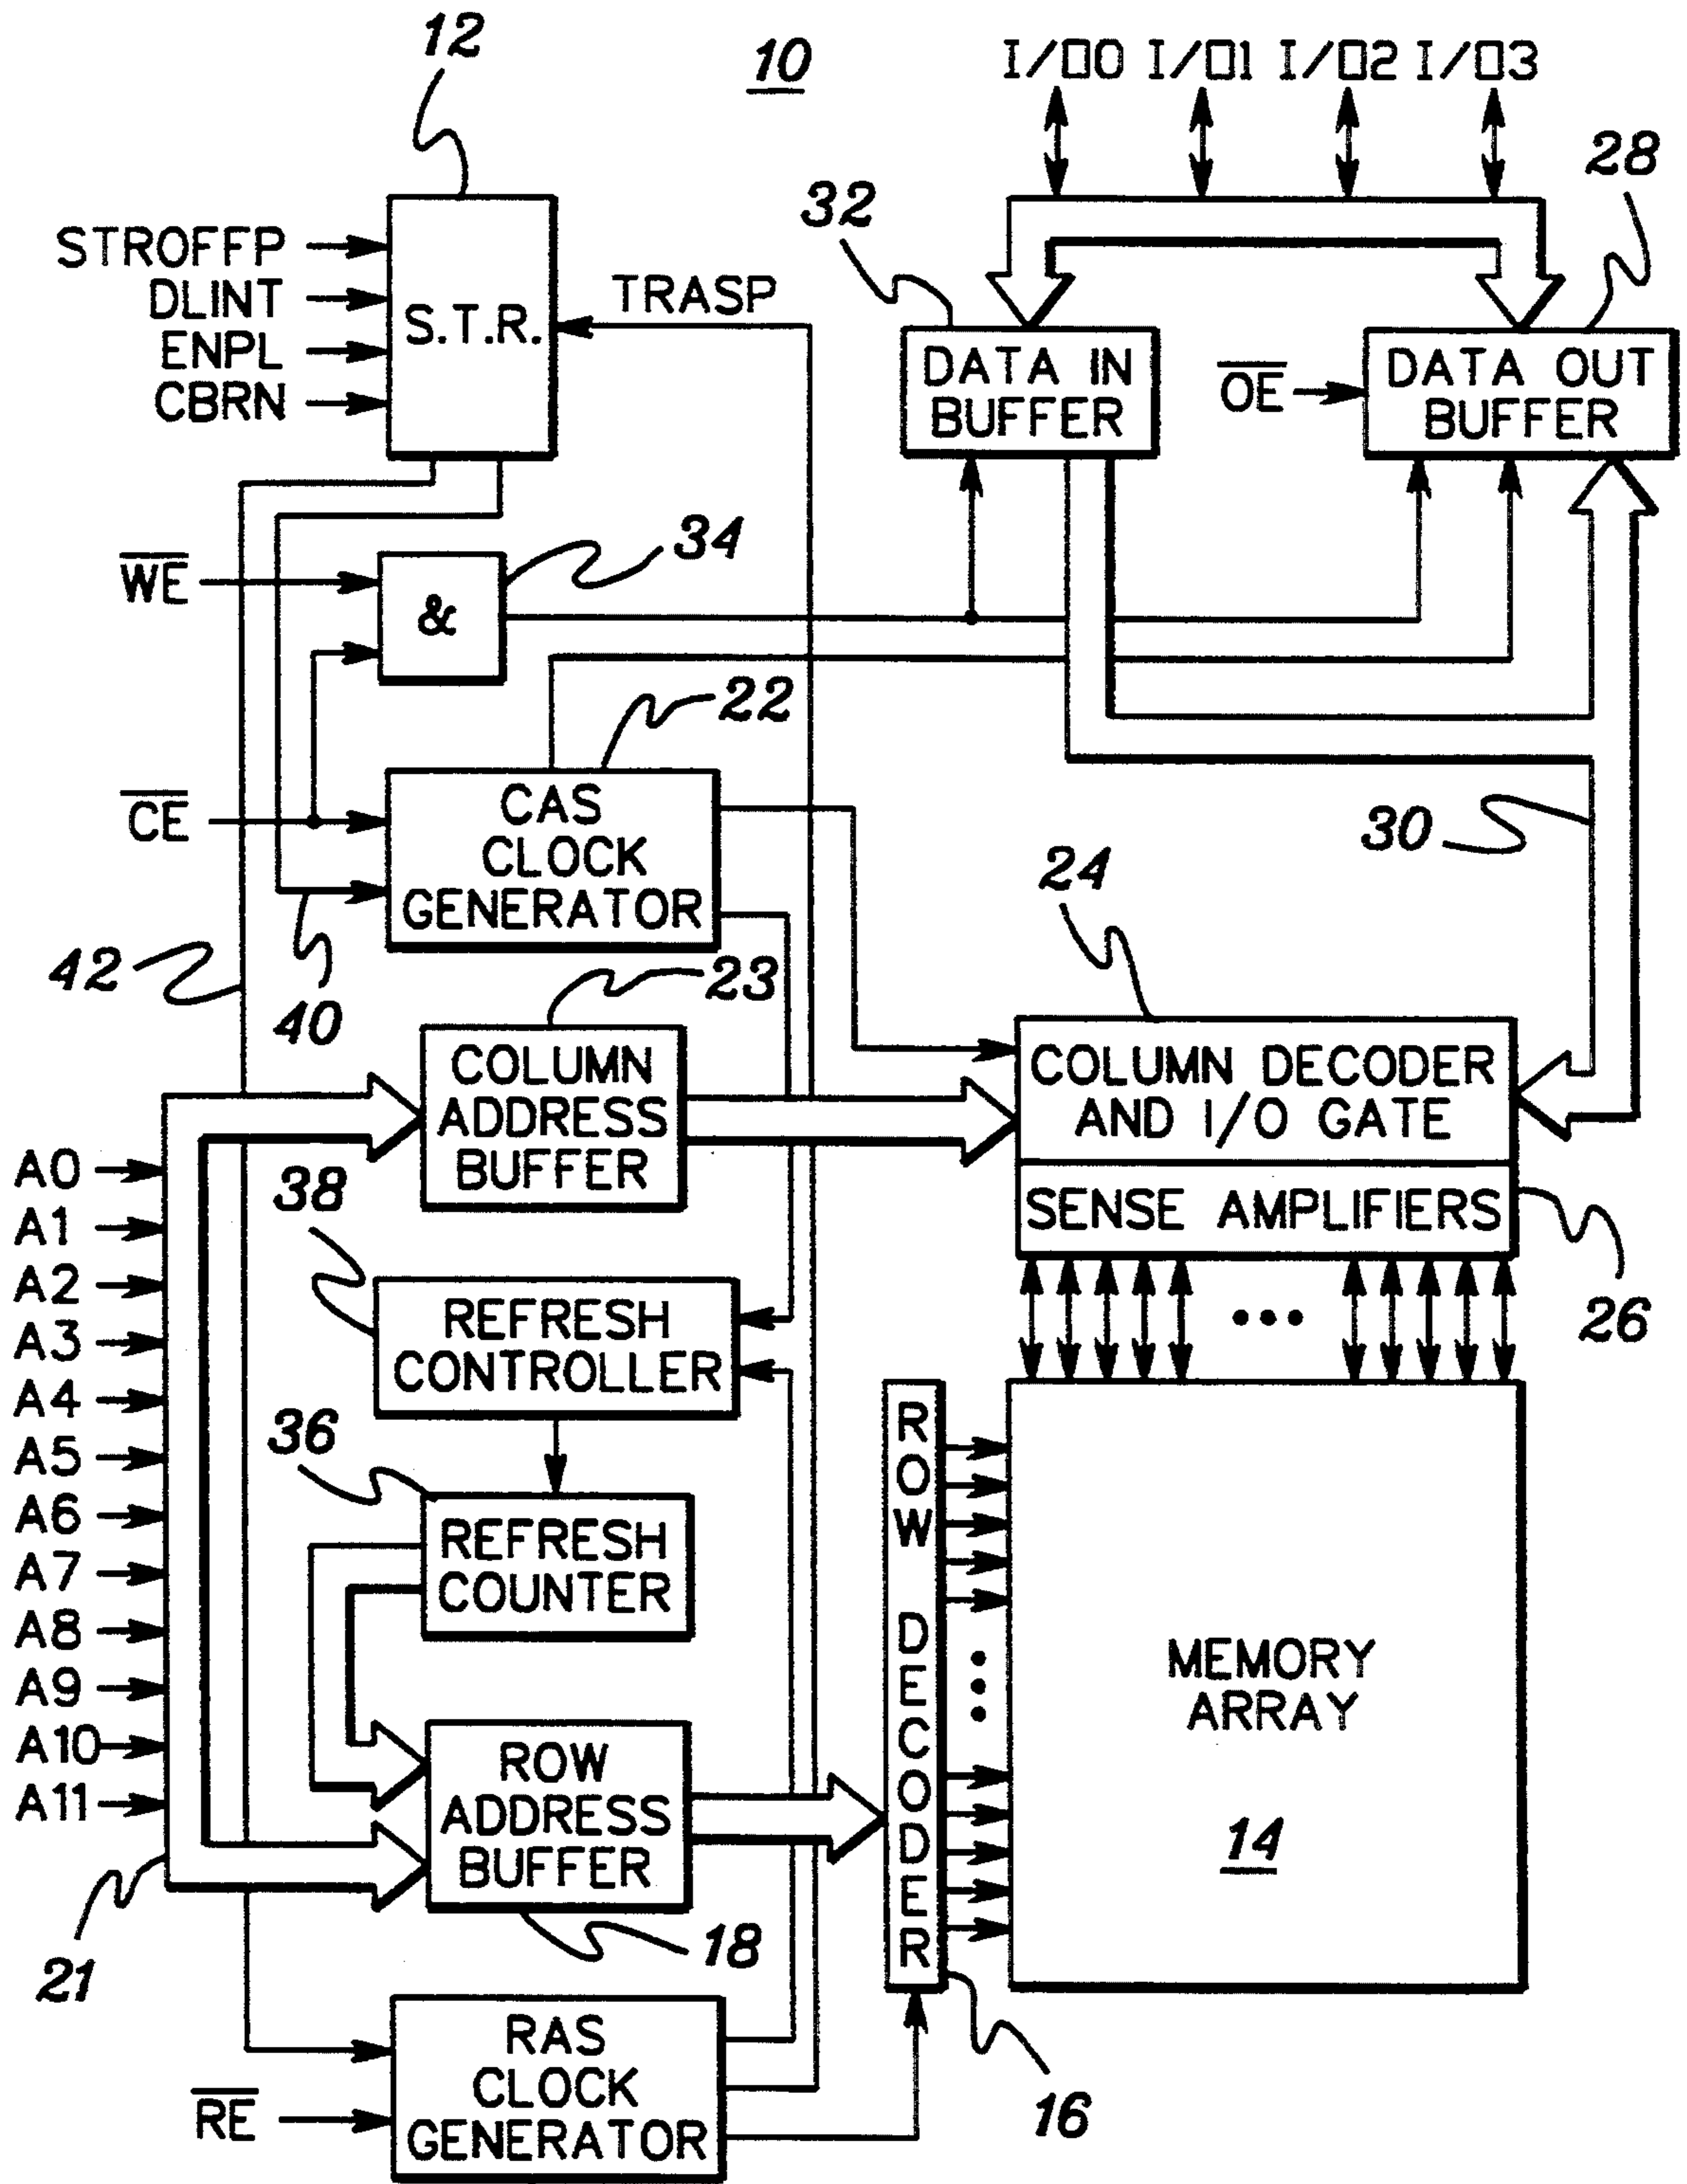 12
10
I/O0 I/O1 I/O2 I/O3
28
32
STROFFP
DLINT
ENPL
CBRN
S.T.R.
TRASP
DATA IN
BUFFER
OE
DATA OUT
BUFFER
WE
&
34
22
CE
CAS
CLOCK
GENERATOR
30
24
42
40
23
COLUMN
ADDRESS
BUFFER
COLUMN DECODER
AND I/O GATE
SENSE AMPLIFIERS
26
A0
A1
A2
A3
A4
A5
A6
A7
A8
A9
A10
A11
38
REFRESH
CONTROLLER
36
REFRESH
COUNTER
ROW DECODER
MEMORY
ARRAY
14
ROW
ADDRESS
BUFFER
18
21
16
RAS
CLOCK
GENERATOR
RE